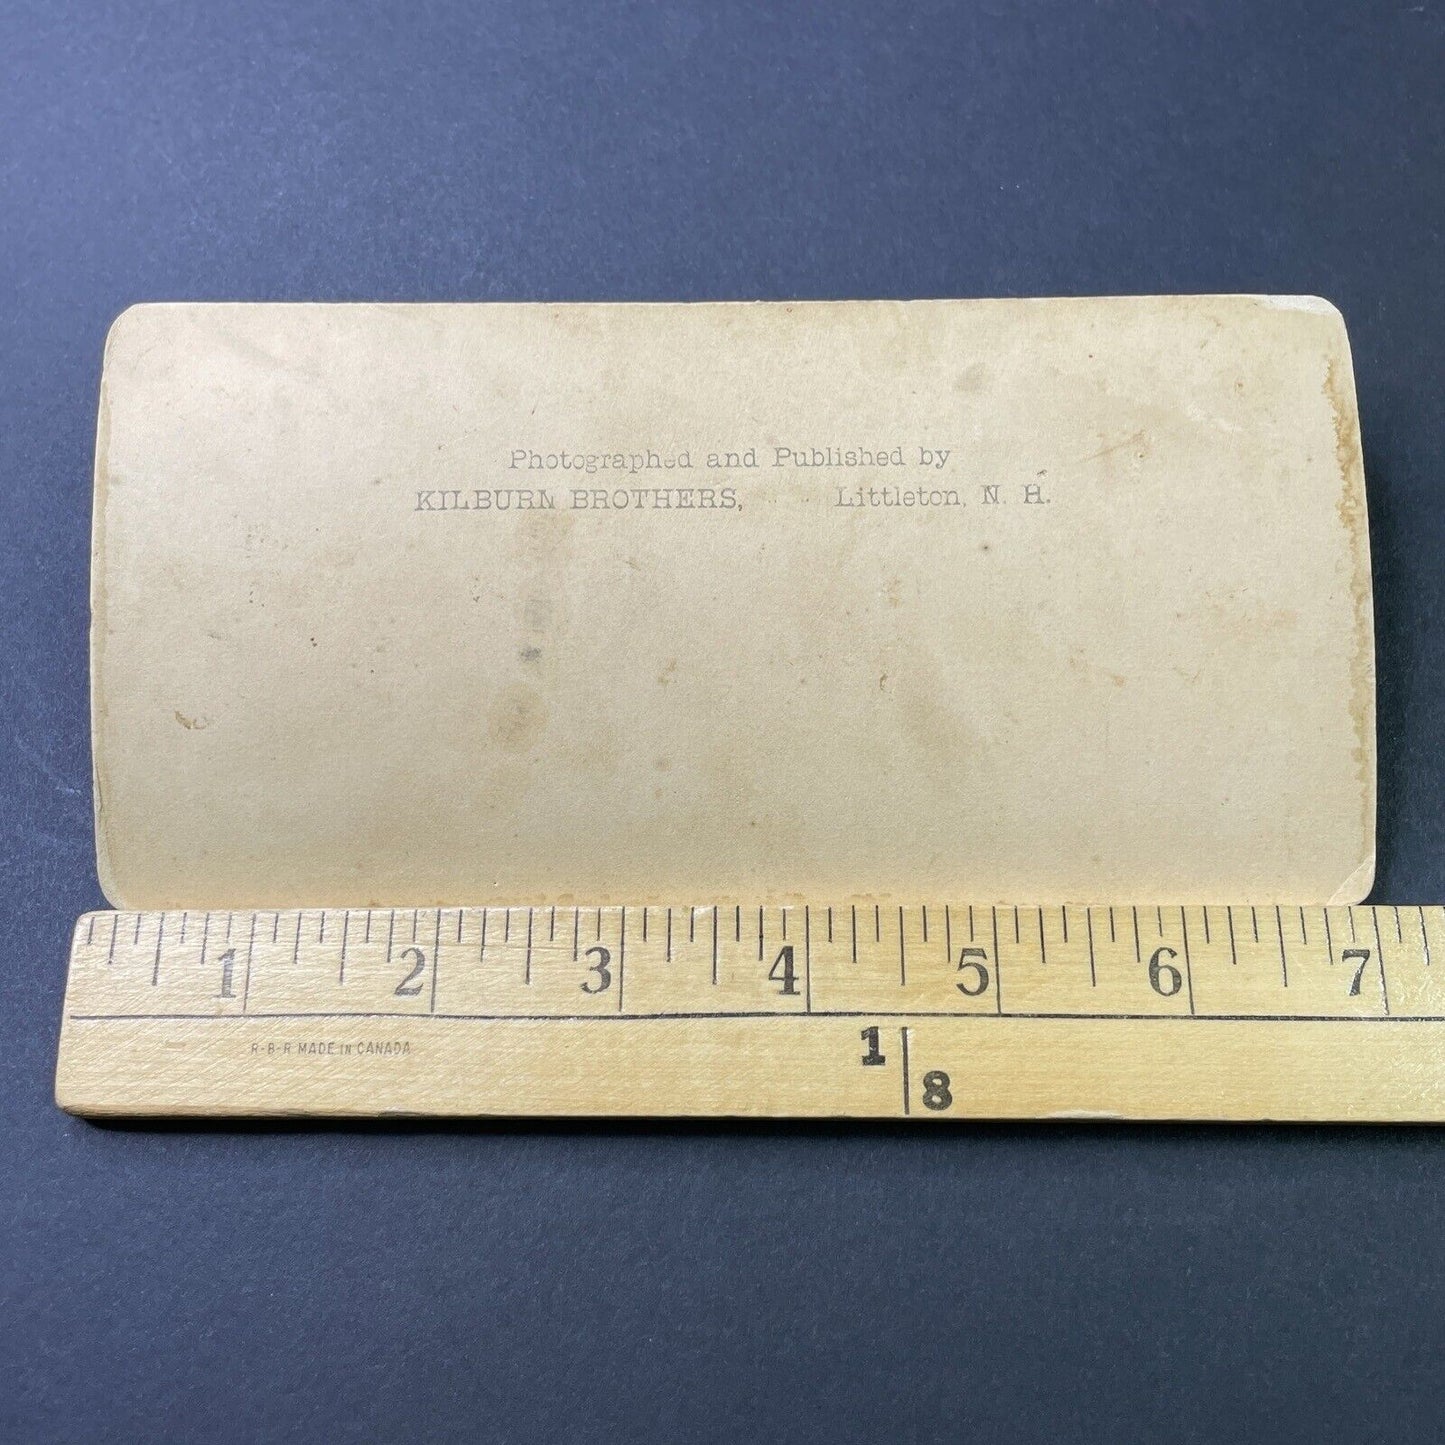 Photographed and Published by
KILBURN BROTHERS, Littleton, N. H.
1 2 3 4 5 6 7
R-B-R MADE IN CANADA
1
8